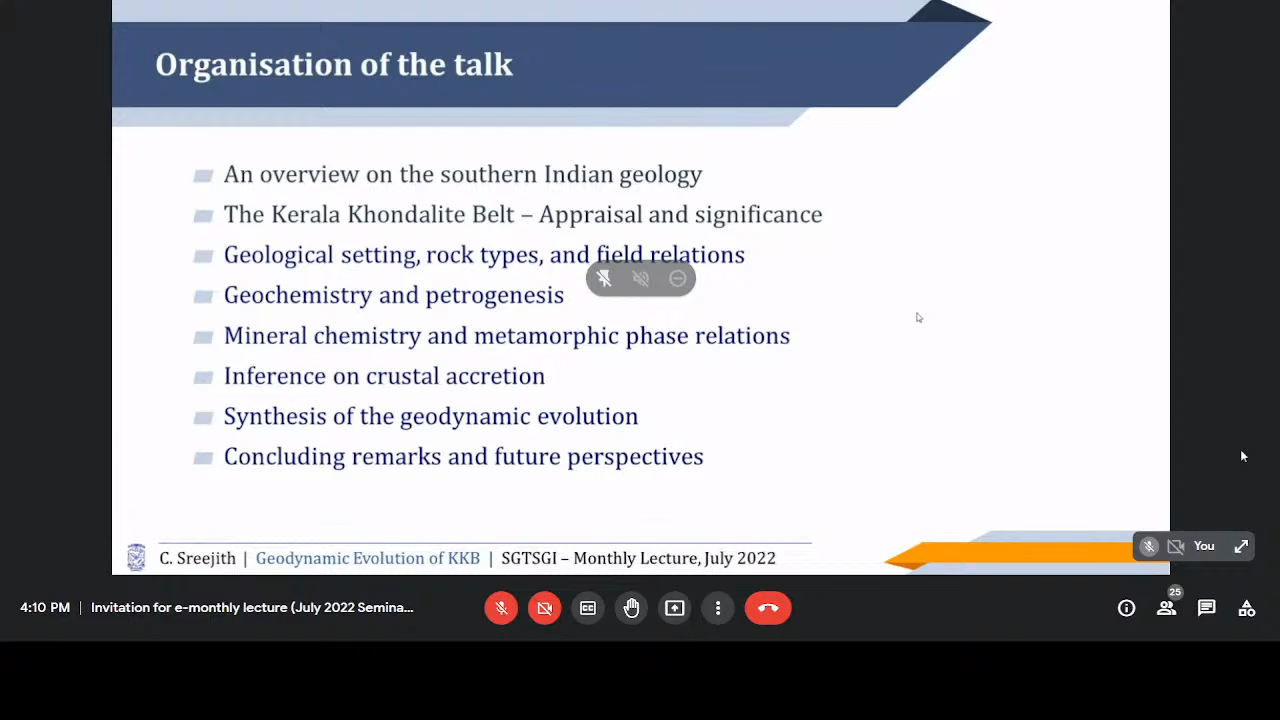 Organisation of the talk
An overview on the southern Indian geology
The Kerala Khondalite Belt – Appraisal and significance
Geological setting, rock types, and field relations
Geochemistry and petrogenesis
Mineral chemistry and metamorphic phase relations
Inference on crustal accretion
Synthesis of the geodynamic evolution
Concluding remarks and future perspectives
C. Sreejith | Geodynamic Evolution of KKB | SGTSGI – Monthly Lecture, July 2022
You
25
4:10 PM | Invitation for e-monthly lecture (July 2022 Semina...
CC